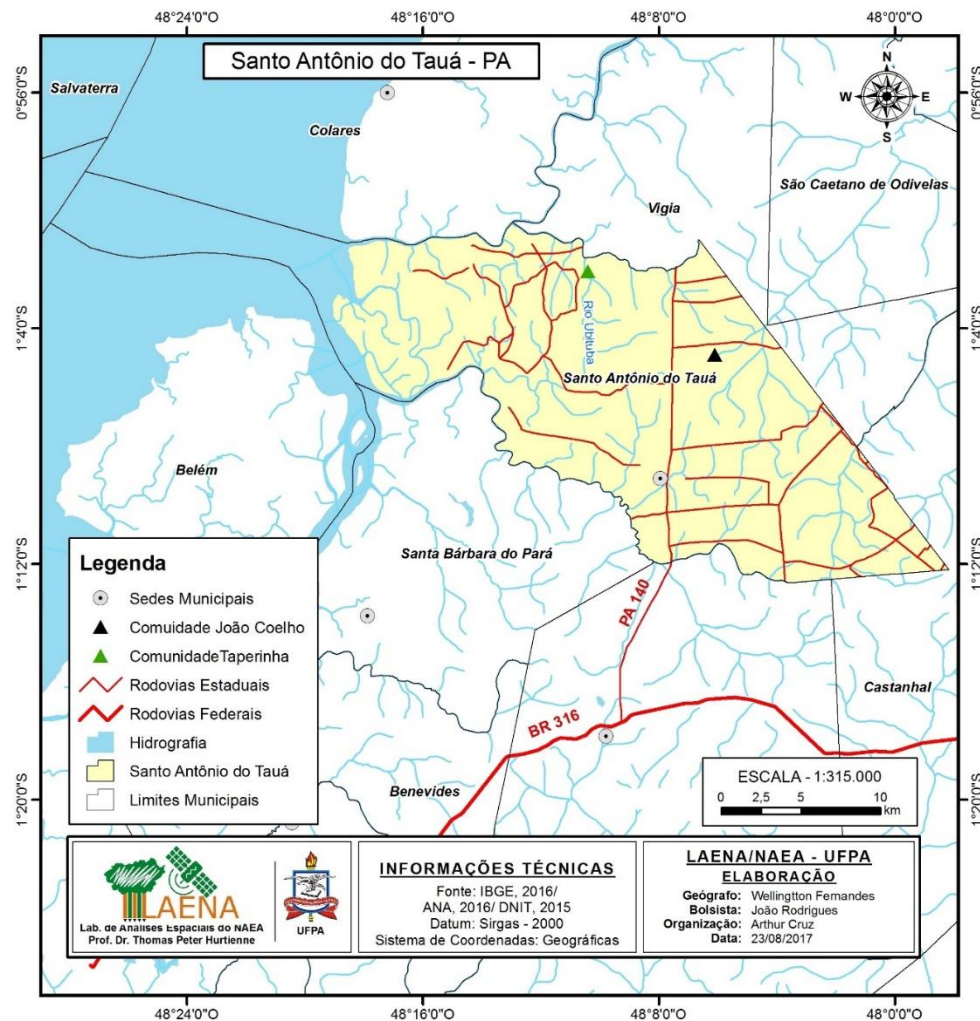 48°24'0"O 48°16'0"O 48°8'0"O 48°0'0"O
Santo Antônio do Tauá - PA
N
W E
S
0°56'0"S 0°56'0"S
Salvaterra
Colares
São Caetano de Odivelas
Vigia
1°4'0"S 1°4'0"S
Rio Ubituba
Santo Antônio do Tauá
Belém
Santa Bárbara do Pará
1°12'0"S 1°12'0"S
PA 140
Castanhal
BR 316
Benevides
1°20'0"S 1°20'0"S
Legenda
Sedes Municipais
Comuidade João Coelho
ComunidadeTaperinha
Rodovias Estaduais
Rodovias Federais
Hidrografia
Santo Antônio do Tauá
Limites Municipais
ESCALA - 1:315.000
0 2,5 5 10
km
LAENA
Lab. de Análises Espaciais do NAEA
Prof. Dr. Thomas Peter Hurtienne
UFPA
INFORMAÇÕES TÉCNICAS
Fonte: IBGE, 2016/
ANA, 2016/ DNIT, 2015
Datum: Sirgas - 2000
Sistema de Coordenadas: Geográficas
LAENA/NAEA - UFPA
ELABORAÇÃO
Geógrafo: Wellingtton Fernandes
Bolsista: João Rodrigues
Organização: Arthur Cruz
Data: 23/08/2017
48°24'0"O 48°16'0"O 48°8'0"O 48°0'0"O